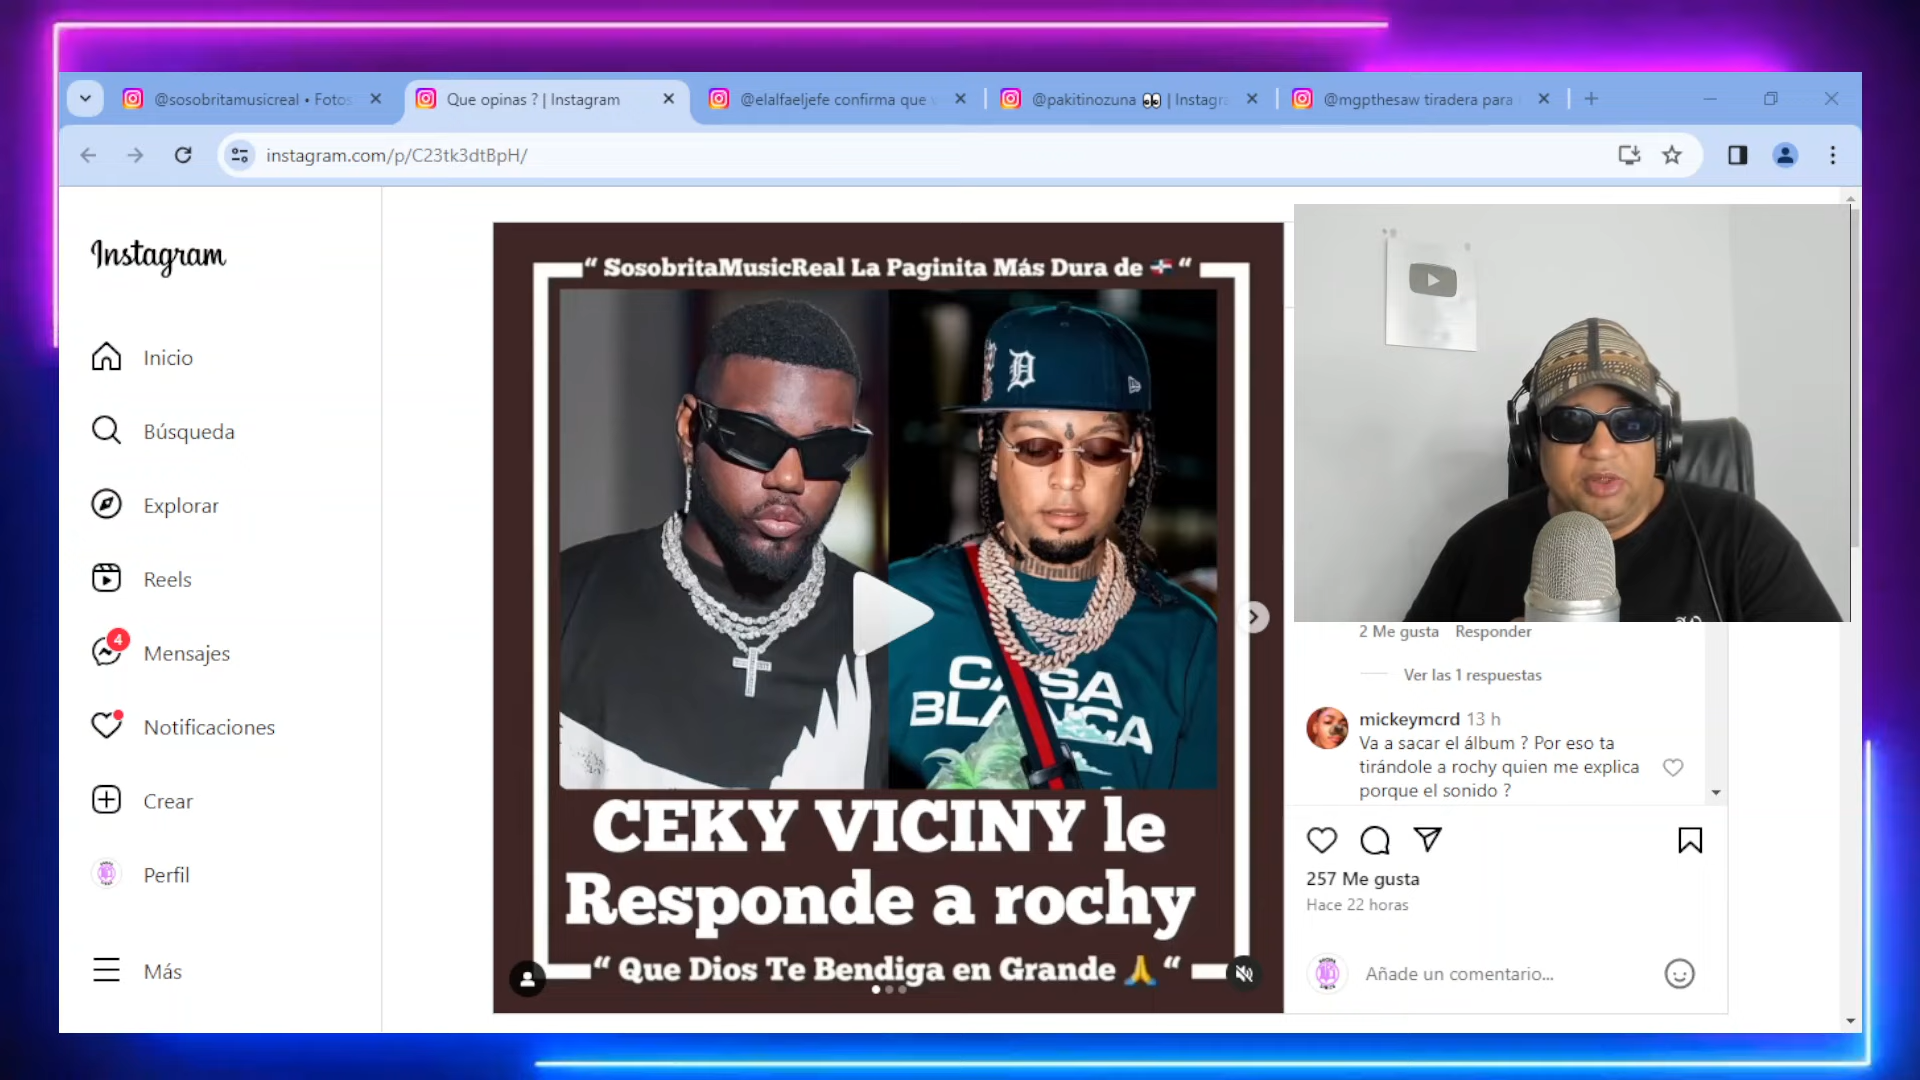 @sosobritamusicreal • Fotos
Que opinas ? | Instagram
@elalfaeljefe confirma que
@pakitinozuna 👀 | Instagr
@mgpthesaw tiradera para
instagram.com/p/C23tk3dtBpH/
Instagram
Inicio
Búsqueda
Explorar
Reels
4
Mensajes
Notificaciones
Crear
Perfil
Más
“ SosobritaMusicReal La Paginita Más Dura de 🇩🇴 “
D
CASA
BLANCA
CEKY VICINY le
Responde a rochy
“ Que Dios Te Bendiga en Grande 🙏 “
2 Me gusta Responder
Ver las 1 respuestas
mickeymcrd 13 h
Va a sacar el álbum ? Por eso ta
tirándole a rochy quien me explica
porque el sonido ?
257 Me gusta
Hace 22 horas
Añade un comentario...